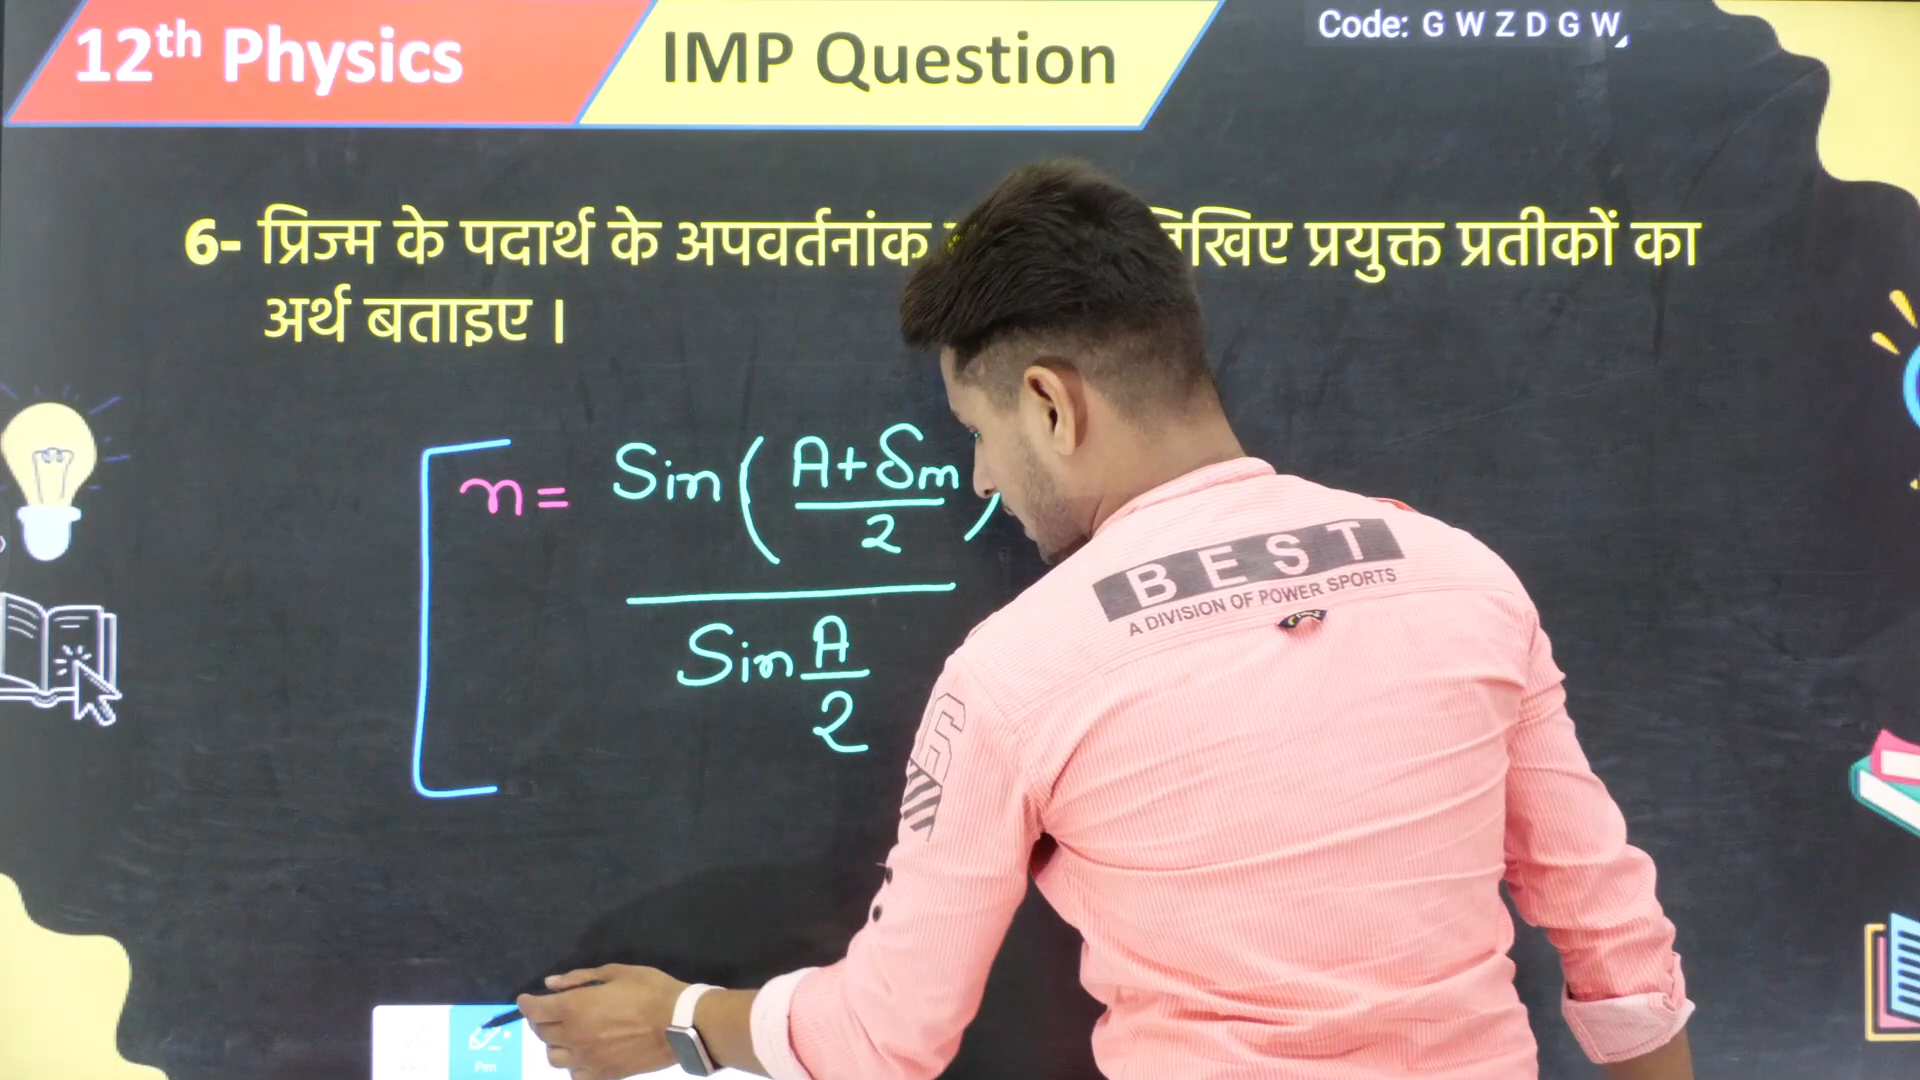 12th Physics
IMP Question
Code: G W Z D G W
6- प्रिज्म के पदार्थ के अपवर्तनांक प्रयुक्त प्रतीकों का
अर्थ बताइए ।
n = Sin ( A + δm / 2 )
Sin A / 2
BEST
A DIVISION OF POWER SPORTS
Pen